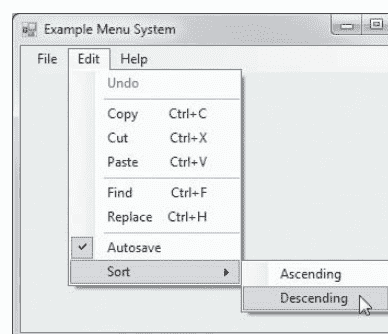 Example Menu System
File Edit Help
Undo
Copy Ctrl+C
Cut Ctrl+X
Paste Ctrl+V
Find Ctrl+F
Replace Ctrl+H
Autosave
Sort
Ascending
Descending